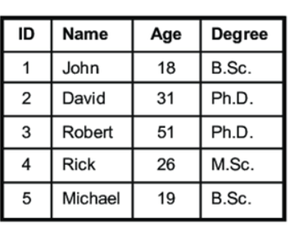 ID Name Age Degree
1 John 18 B.Sc.
2 David 31 Ph.D.
3 Robert 51 Ph.D.
4 Rick 26 M.Sc.
5 Michael 19 B.Sc.